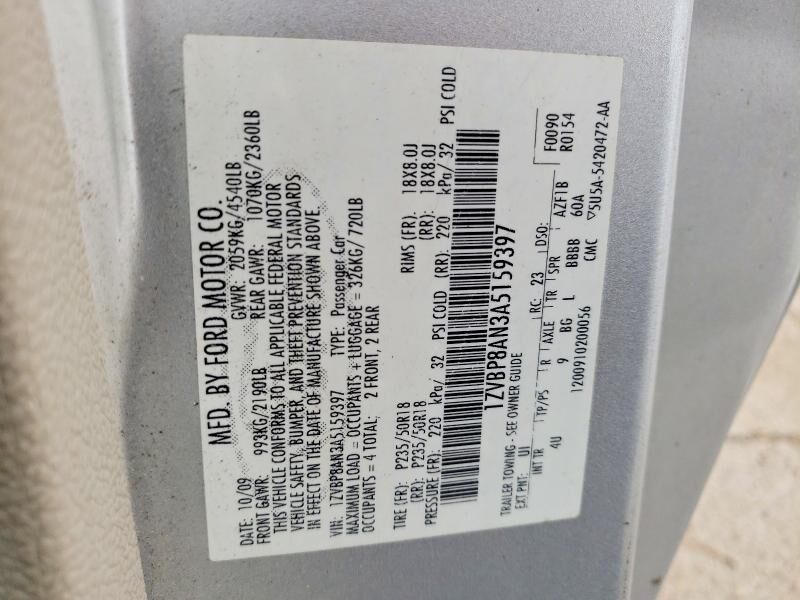 MFD. BY FORD MOTOR CO.
DATE: 10/09 GVWR: 2059KG/4540LB
FRONT GAWR: 993KG/2190LB REAR GAWR: 1070KG/2360LB
THIS VEHICLE CONFORMS TO ALL APPLICABLE FEDERAL MOTOR
VEHICLE SAFETY, BUMPER, AND THEFT PREVENTION STANDARDS
IN EFFECT ON THE DATE OF MANUFACTURE SHOWN ABOVE.
VIN: 1ZVBP8AN3A5159397 TYPE: Passenger Car
MAXIMUM LOAD = OCCUPANTS + LUGGAGE = 326KG/720LB
OCCUPANTS = 4 TOTAL: 2 FRONT, 2 REAR
TIRE (FR): P235/50R18 RIMS (FR): 18X8.0J
(RR): P235/50R18 (RR): 18X8.0J
PRESSURE (FR): 220 kPa/ 32 PSI COLD (RR): 220 kPa/ 32 PSI COLD
1ZVBP8AN3A5159397
TRAILER TOWING - SEE OWNER GUIDE
EXT PNT: UI RC: 23 DSO: F0090
R0154
INT TR TP/PS R AXLE TR SPR AZF1B
4U 9 BG L BBBB 60A
1200910200056 CMC ▽5U5A-5420472-AA